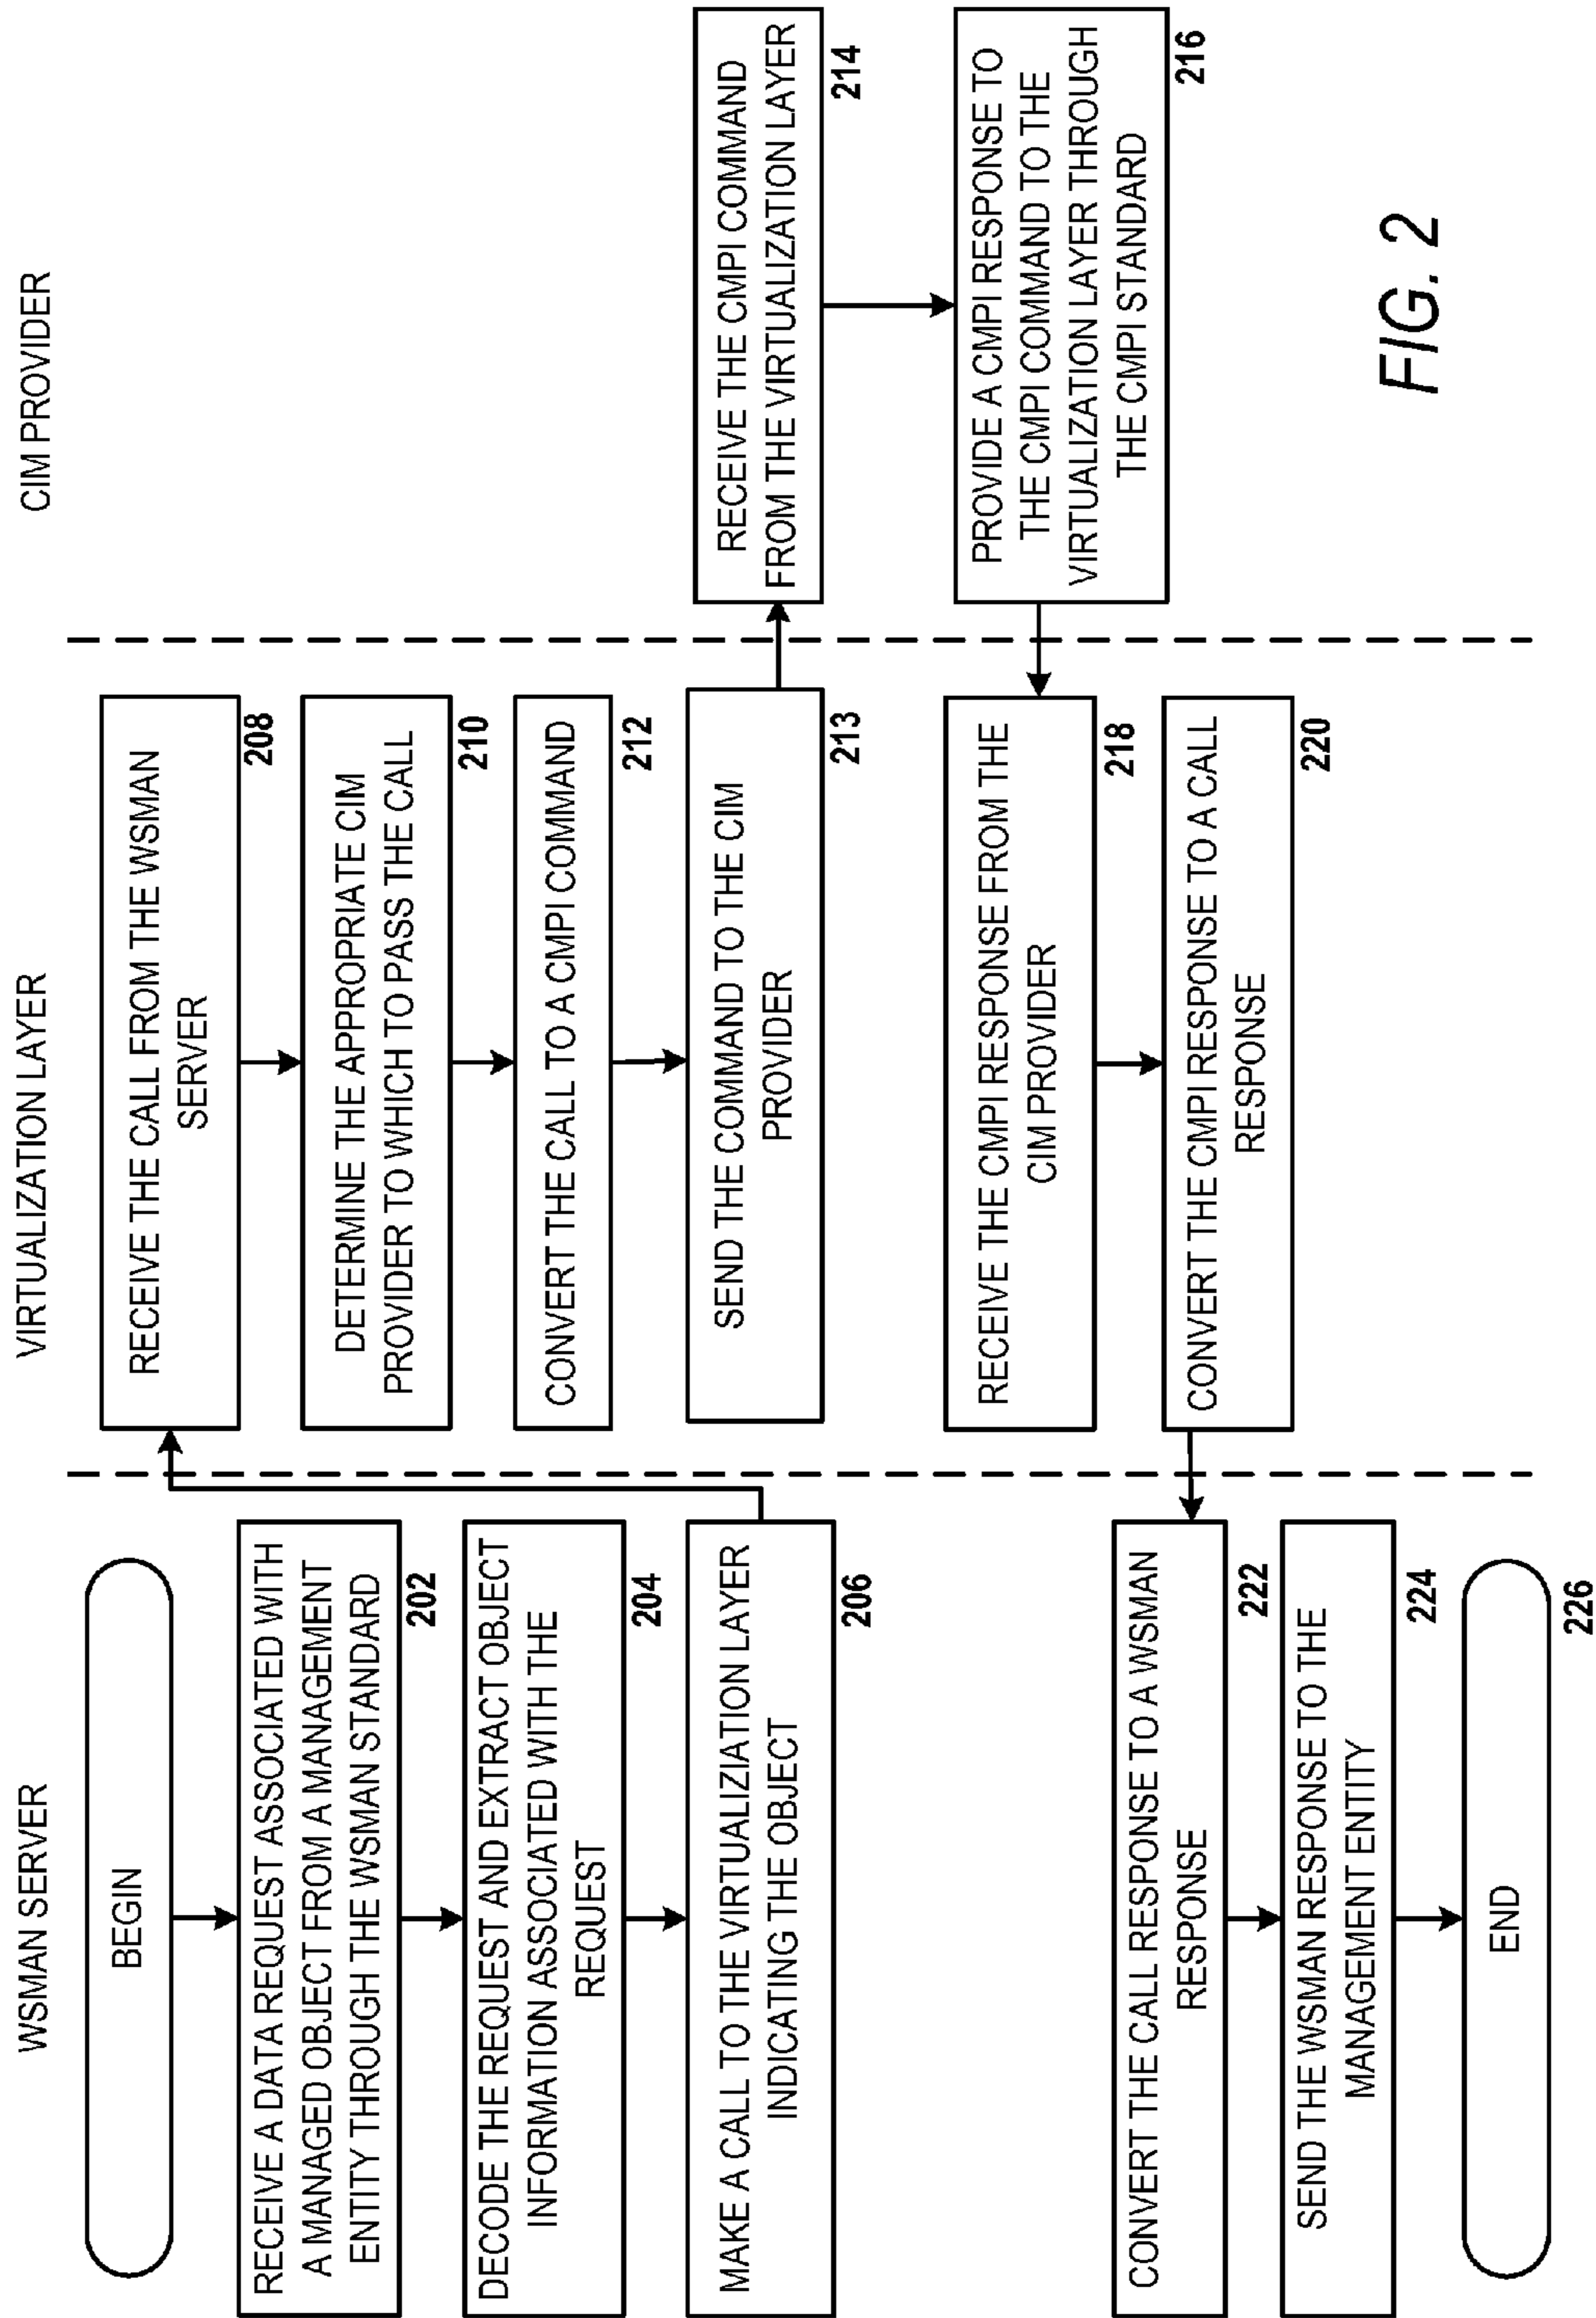 WSMAN SERVER
BEGIN
RECEIVE A DATA REQUEST ASSOCIATED WITH
A MANAGED OBJECT FROM A MANAGEMENT
ENTITY THROUGH THE WSMAN STANDARD
202
DECODE THE REQUEST AND EXTRACT OBJECT
INFORMATION ASSOCIATED WITH THE
REQUEST
204
MAKE A CALL TO THE VIRTUALIZIATION LAYER
INDICATING THE OBJECT
206
VIRTUALIZATION LAYER
RECEIVE THE CALL FROM THE WSMAN
SERVER
208
DETERMINE THE APPROPRIATE CIM
PROVIDER TO WHICH TO PASS THE CALL
210
CONVERT THE CALL TO A CMPI COMMAND
212
SEND THE COMMAND TO THE CIM
PROVIDER
213
CIM PROVIDER
RECEIVE THE CMPI COMMAND
FROM THE VIRTUALIZATION LAYER
214
PROVIDE A CMPI RESPONSE TO
THE CMPI COMMAND TO THE
VIRTUALIZATION LAYER THROUGH
THE CMPI STANDARD
216
RECEIVE THE CMPI RESPONSE FROM THE
CIM PROVIDER
218
CONVERT THE CMPI RESPONSE TO A CALL
RESPONSE
220
CONVERT THE CALL RESPONSE TO A WSMAN
RESPONSE
222
SEND THE WSMAN RESPONSE TO THE
MANAGEMENT ENTITY
224
END
226
FIG. 2